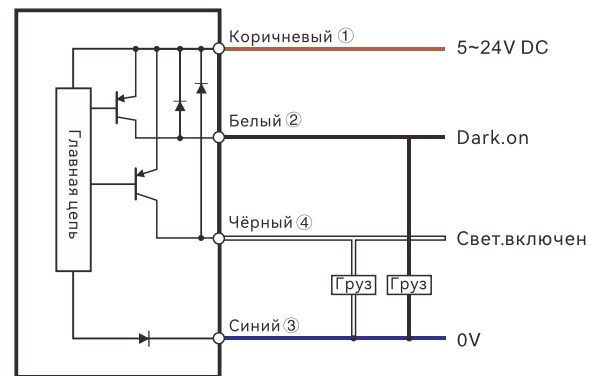 Коричневый ①
5~24V DC
Белый ②
Dark.on
Главная цепь
Чёрный ④
Свет.включен
Груз
Груз
Синий ③
0V